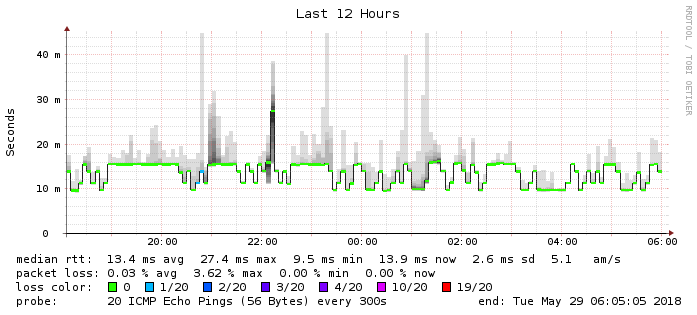 Last 12 Hours
RRDTOOL / TOBI OETIKER
Seconds
40 m
30 m
20 m
10 m
0
20:00 22:00 00:00 02:00 04:00 06:00
median rtt: 13.4 ms avg 27.4 ms max 9.5 ms min 13.9 ms now 2.6 ms sd 5.1 am/s
packet loss: 0.03 % avg 3.62 % max 0.00 % min 0.00 % now
loss color: 0 1/20 2/20 3/20 4/20 10/20 19/20
probe: 20 ICMP Echo Pings (56 Bytes) every 300s end: Tue May 29 06:05:05 2018